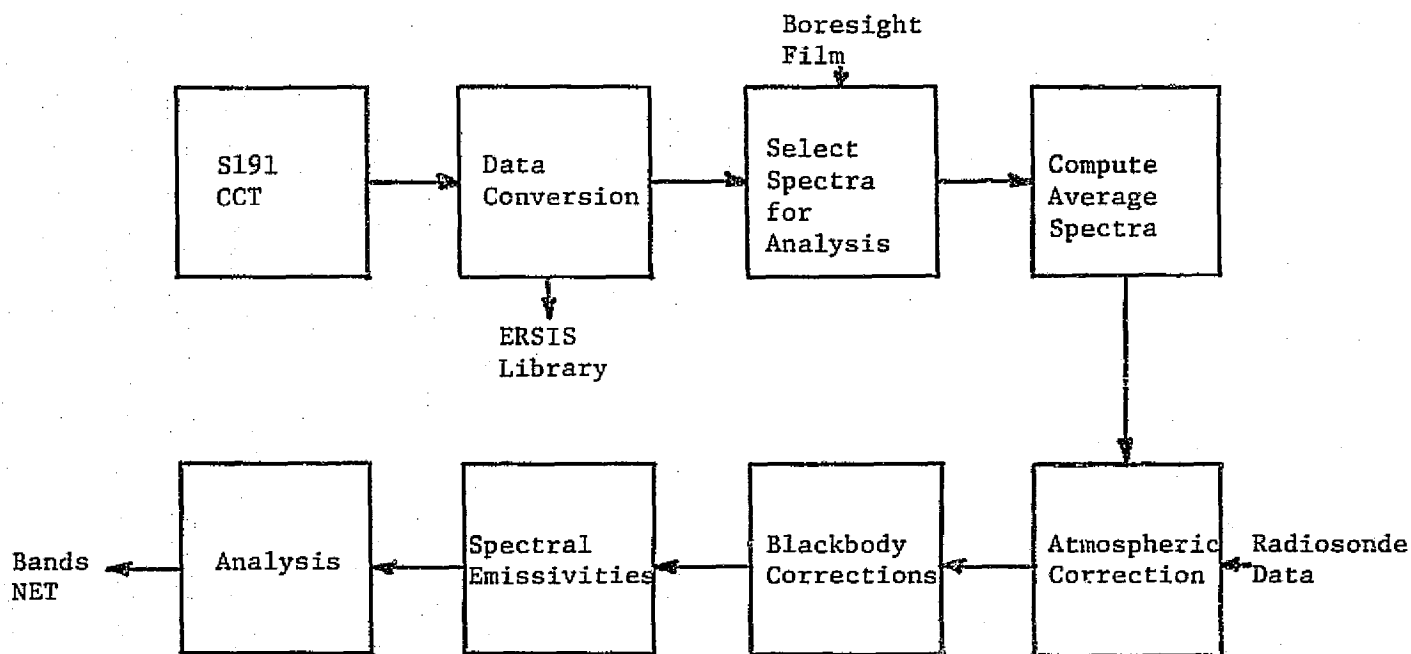 Boresight
Film
S191
CCT
Data
Conversion
Select
Spectra
for
Analysis
Compute
Average
Spectra
ERSIS
Library
Bands
NET
Analysis
Spectral
Emissivities
Blackbody
Corrections
Atmospheric
Correction
Radiosonde
Data